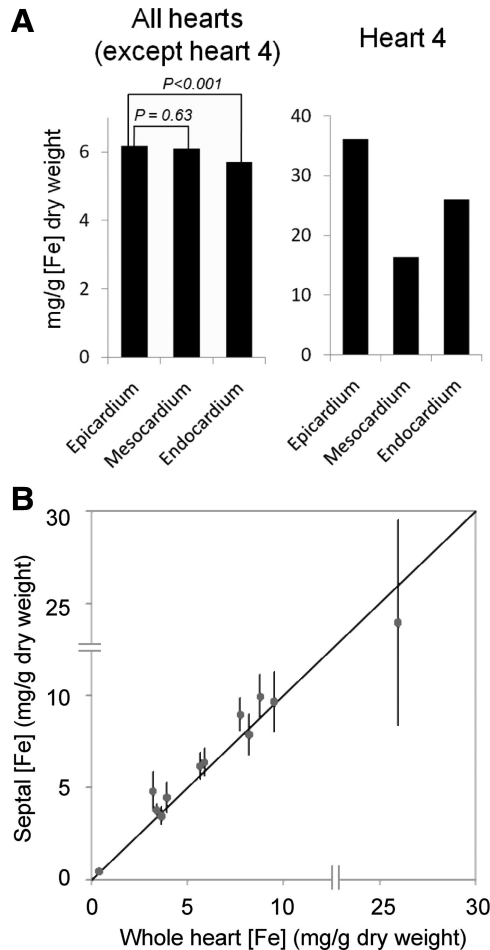 A
All hearts
(except heart 4)
Heart 4
P<0.001
P = 0.63
mg/g [Fe] dry weight
6
4
2
0
40
30
20
10
0
Epicardium
Mesocardium
Endocardium
Epicardium
Mesocardium
Endocardium
B
Septal [Fe] (mg/g dry weight)
30
25
10
5
0
0
5
10
25
30
Whole heart [Fe] (mg/g dry weight)